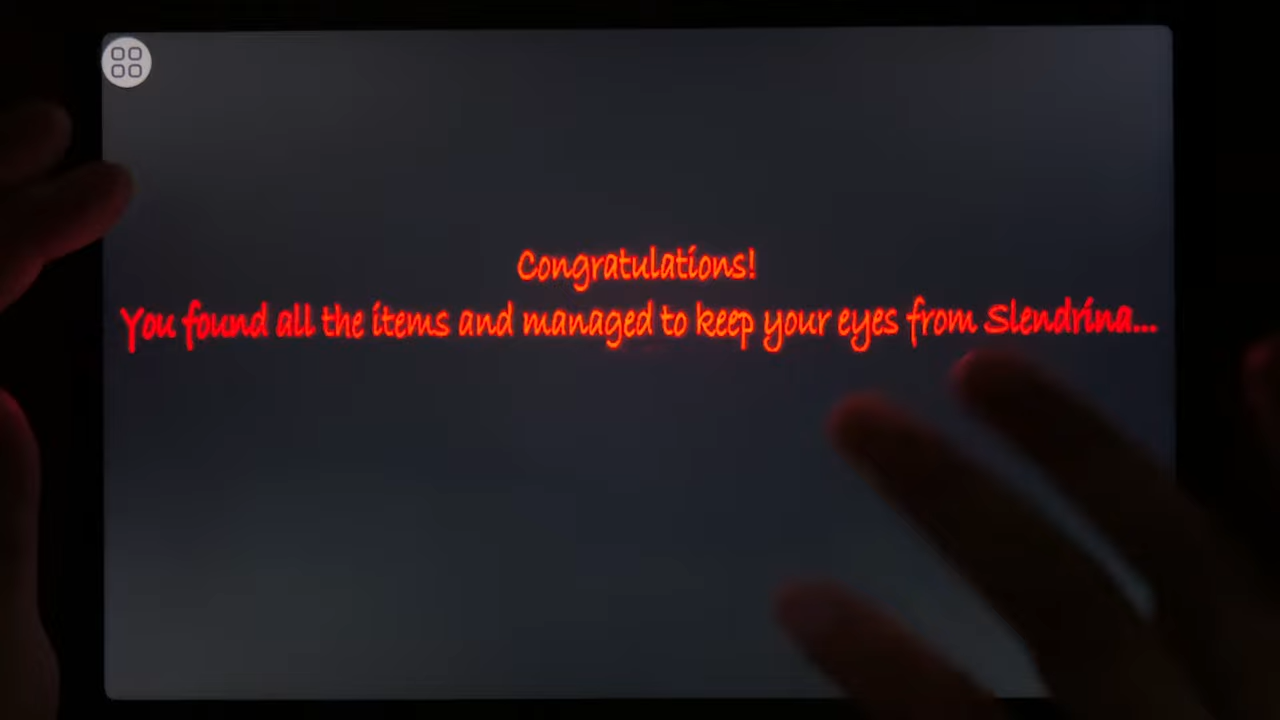 Congratulations!
You found all the items and managed to keep your eyes from Slendrina...